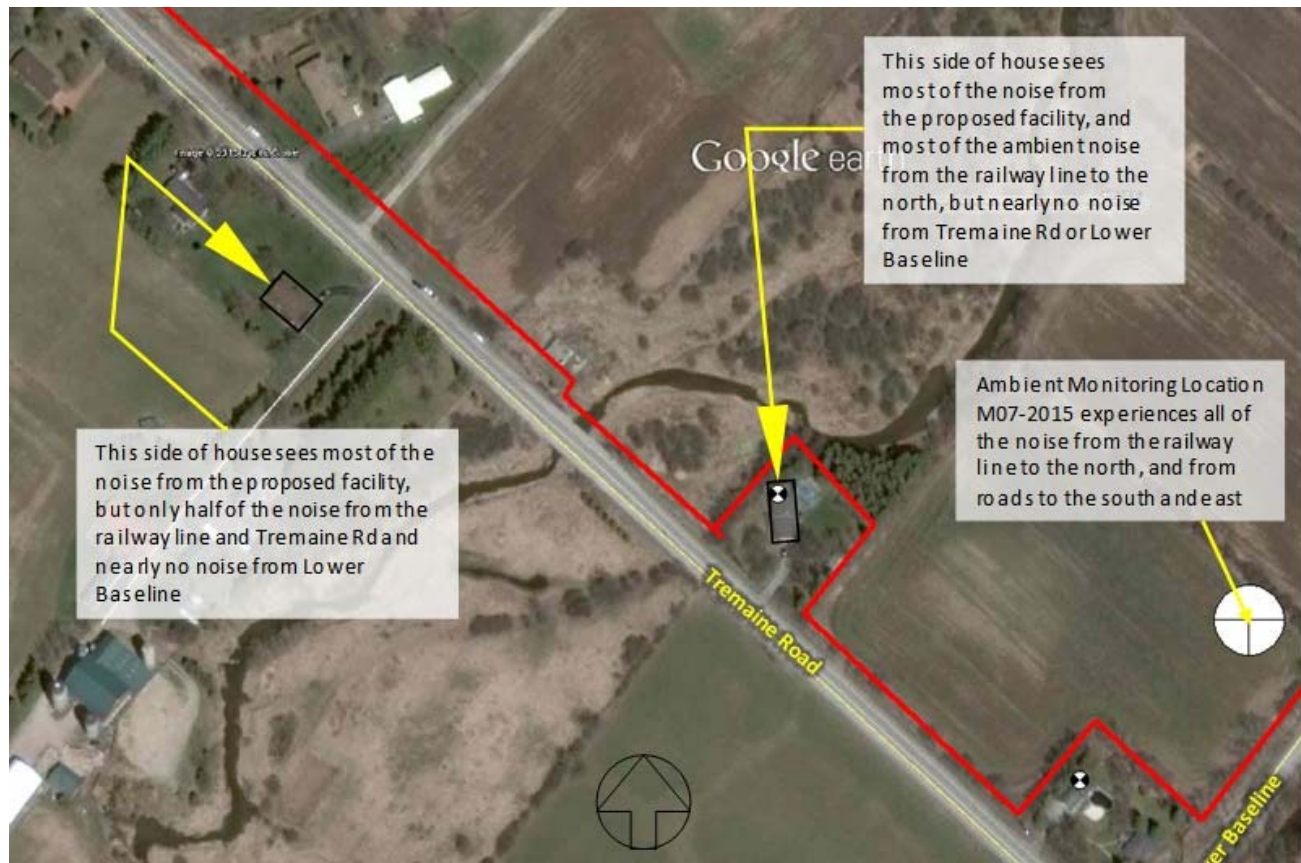 This side of house sees
most of the noise from
the proposed facility, and
most of the ambient noise
from the railway line to the
north, but nearly no noise
from Tremaine Rd or Lower
Baseline
Google earth
Ambient Monitoring Location
M07-2015 experiences all of
the noise from the railway
line to the north, and from
roads to the south and east
This side of house sees most of the
noise from the proposed facility,
but only half of the noise from the
railway line and Tremaine Rd and
nearly no noise from Lower
Baseline
Tremaine Road
er Baseline